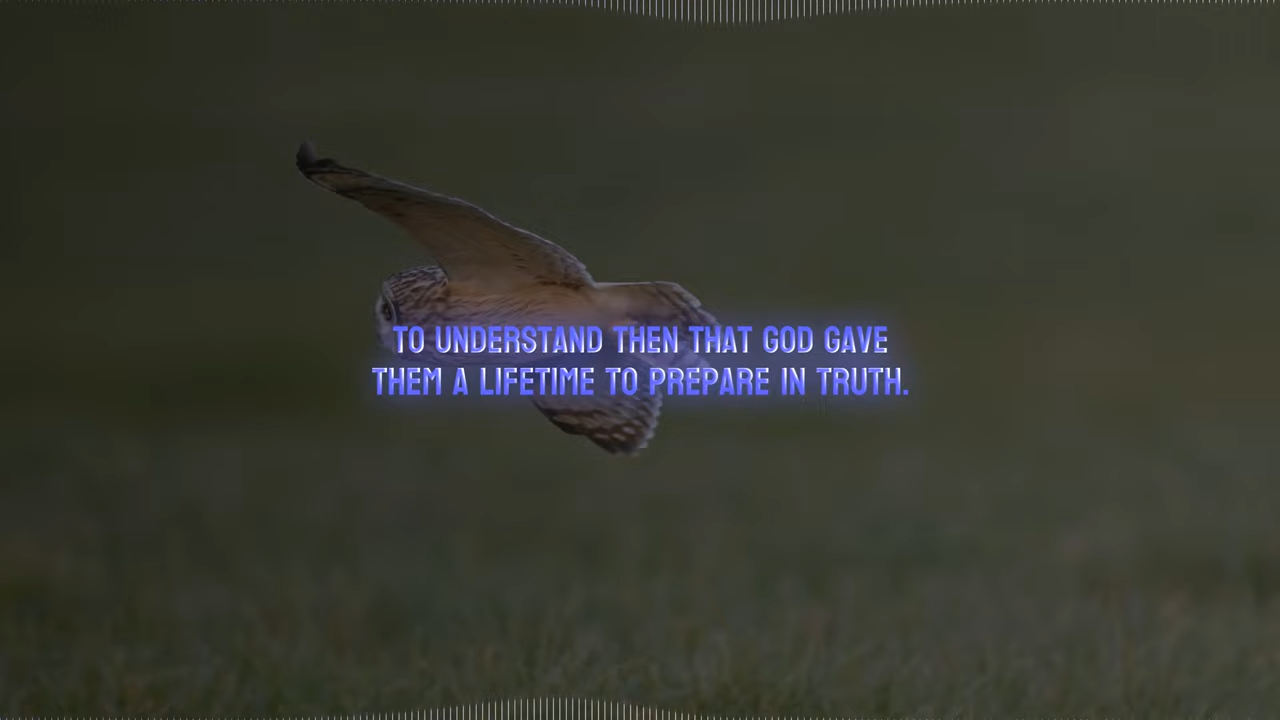 TO UNDERSTAND THEN THAT GOD GAVE
THEM A LIFETIME TO PREPARE IN TRUTH.